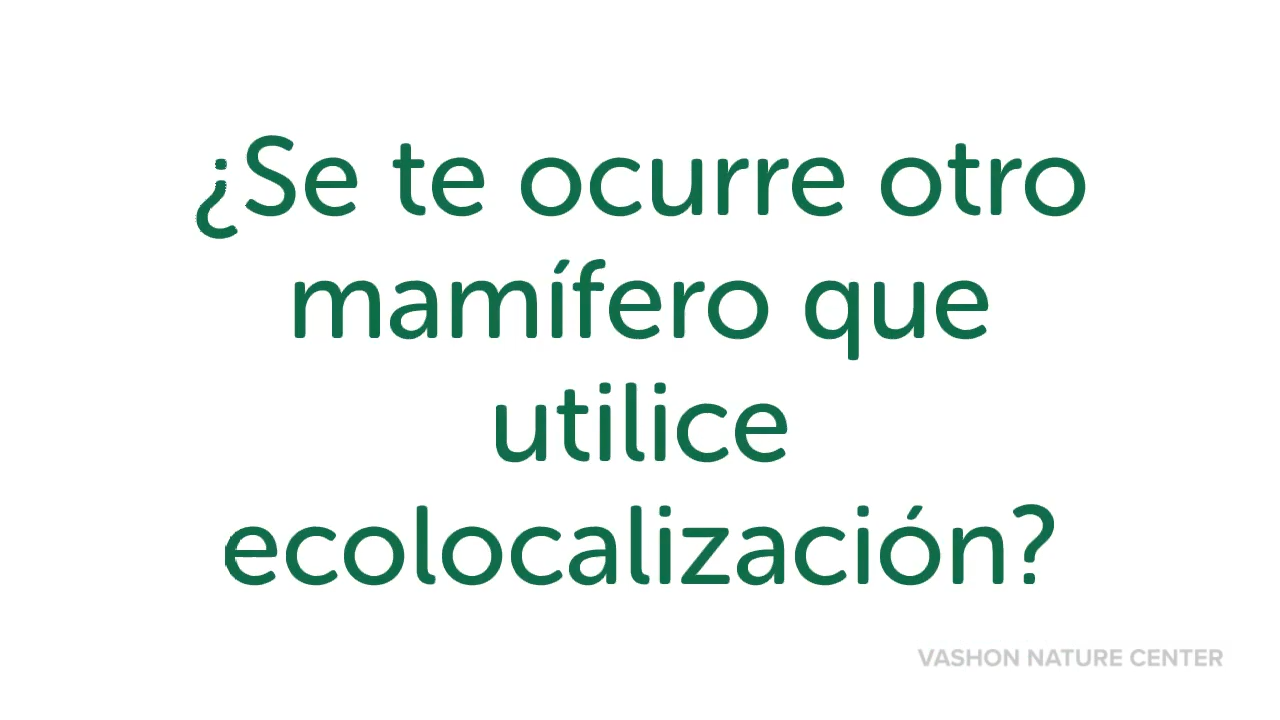 ¿Se te ocurre otro
mamífero que
utilice
ecolocalización?
VASHON NATURE CENTER